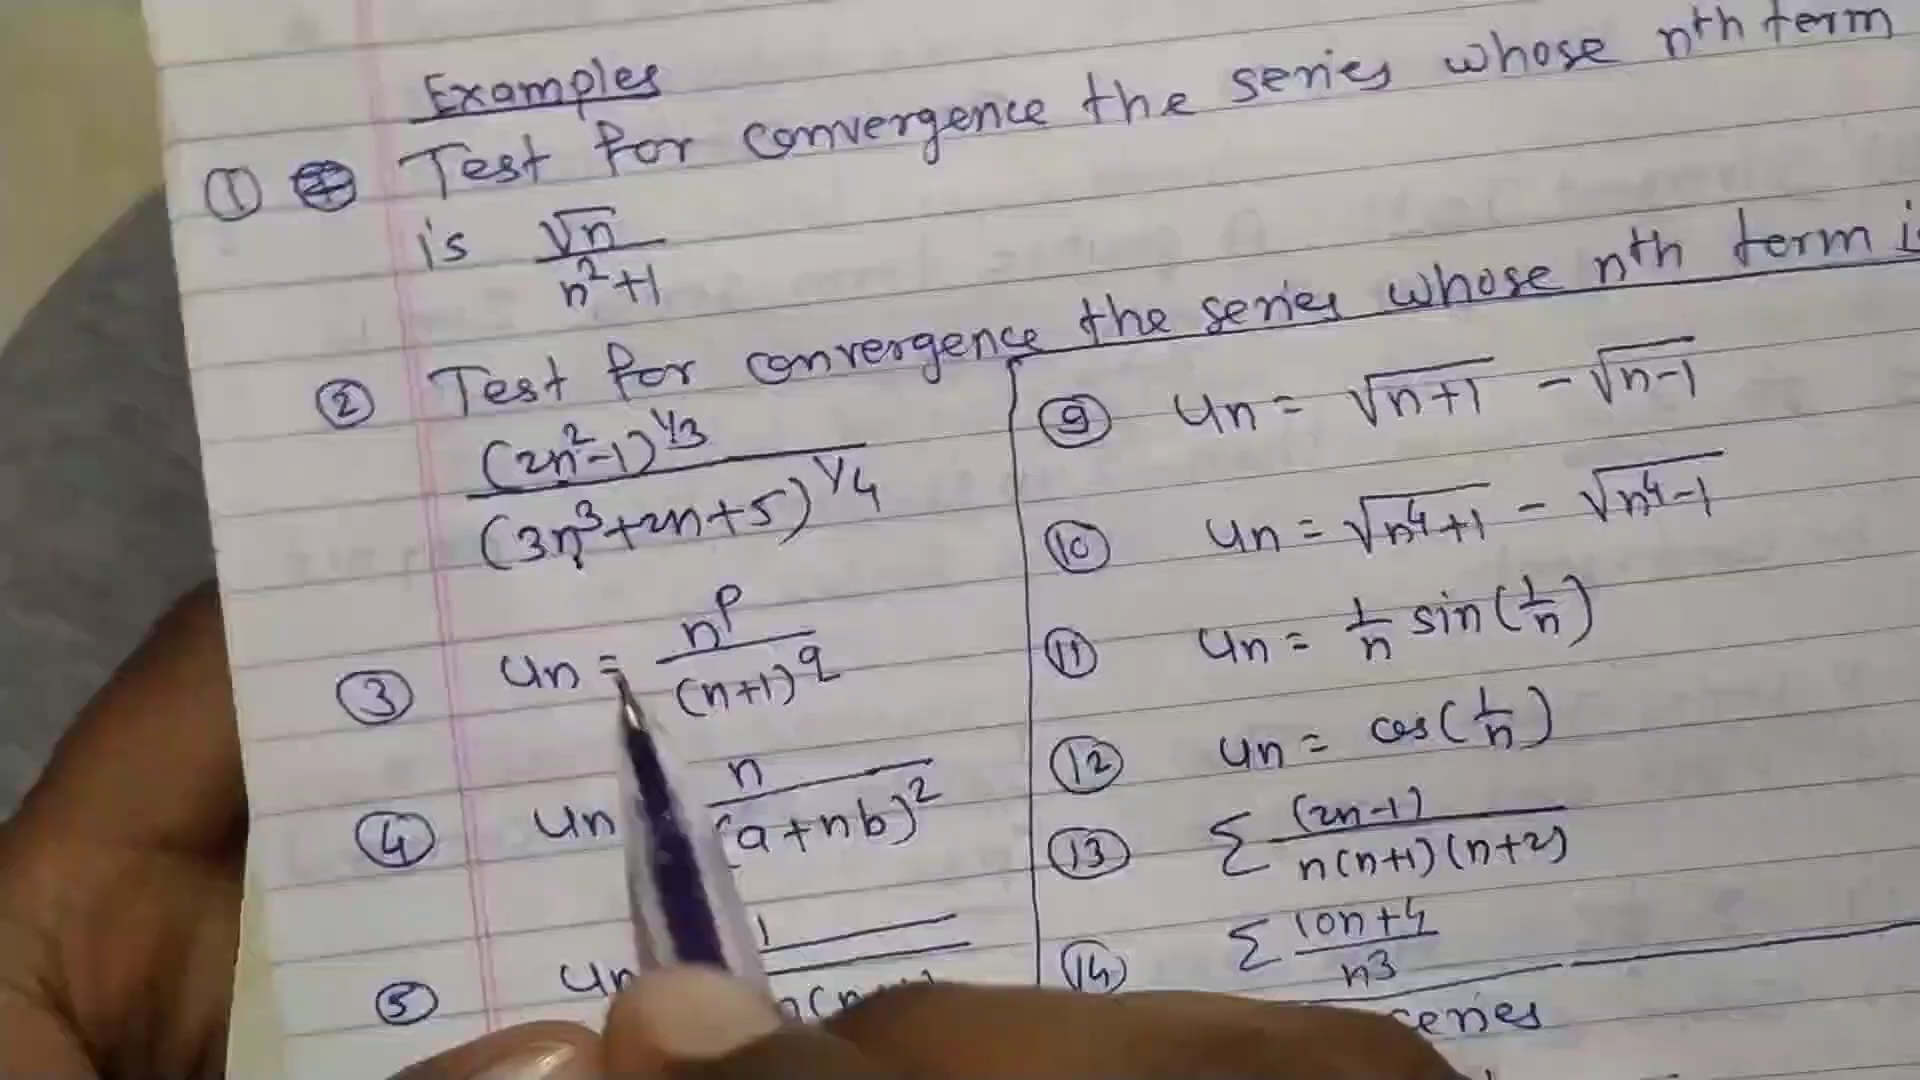 Examples
① Test for convergence the series whose nth term
is √n / n²+1
② Test for convergence the series whose nth term is
(2n²-1)^1/3 / (3n³+2n+5)^1/4
③ un = n^p / (n+1)^q
④ un n / (a+nb)²
⑤ un 1
⑨ un = √n+1 - √n-1
⑩ un = √n⁴+1 - √n⁴-1
⑪ un = 1/n sin(1/n)
⑫ un = cos(1/n)
⑬ Σ (2n-1) / n(n+1)(n+2)
⑭ Σ 10n+4 / n³
series